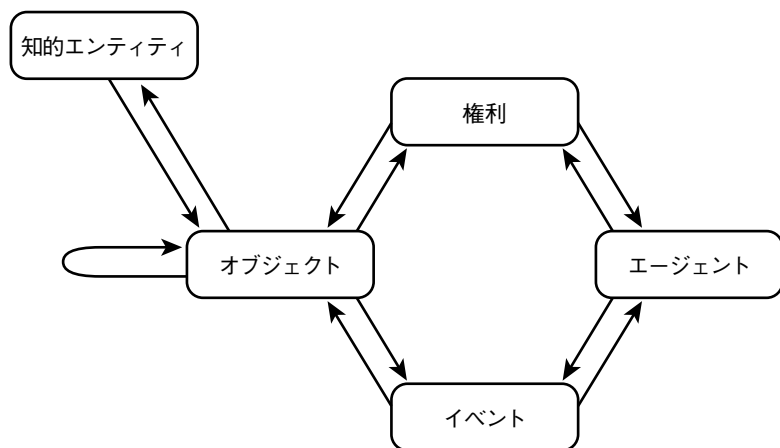 知的エンティティ
権利
オブジェクト
エージェント
イベント